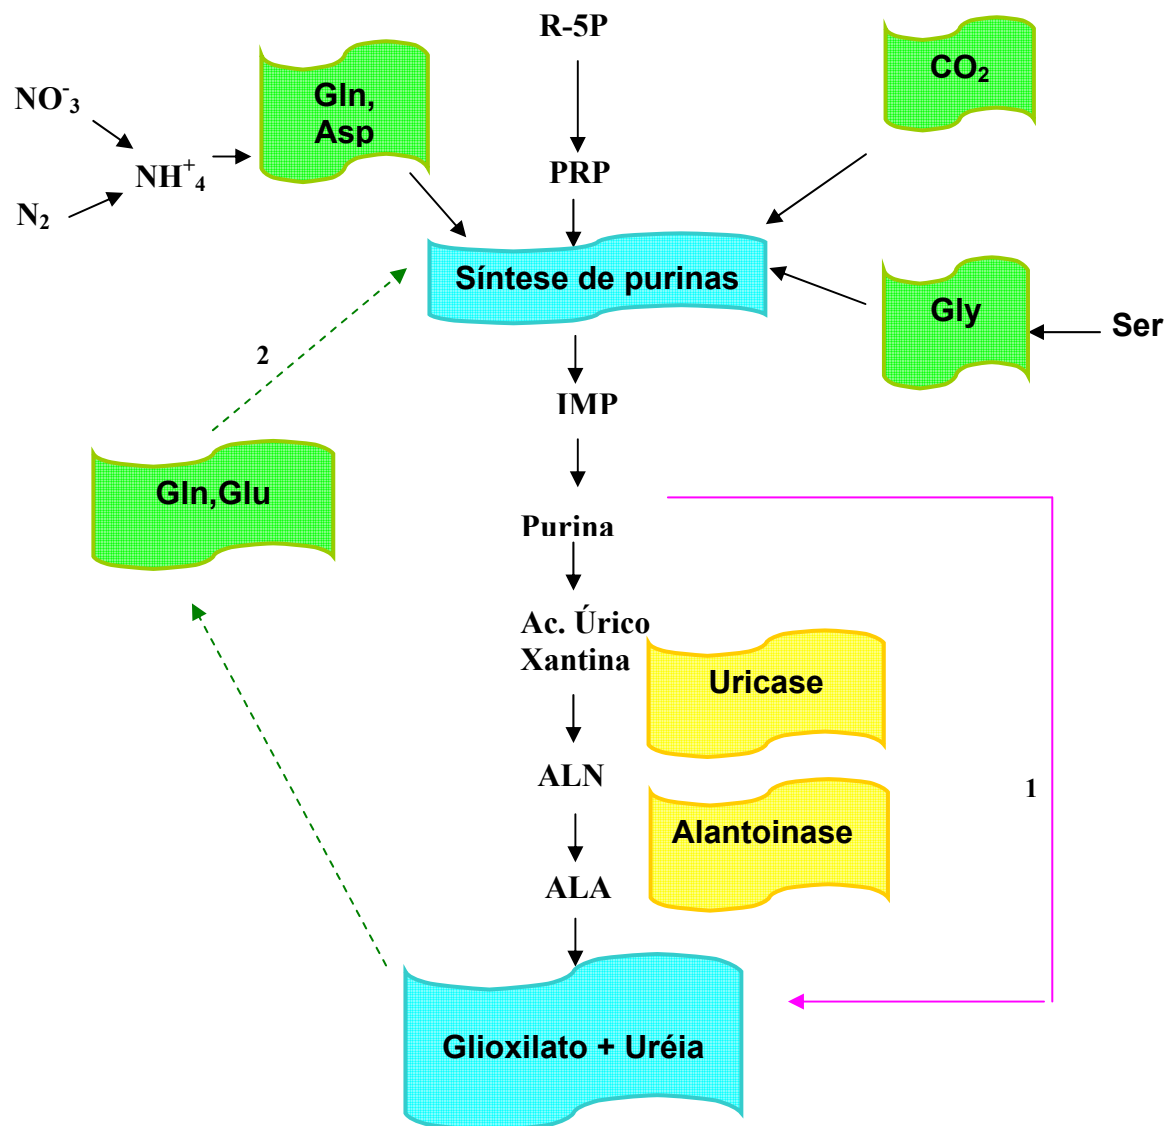 R-5P
CO₂
Gln,
Asp
NO⁻₃
NH⁺₄
N₂
PRP
Síntese de purinas
Gly
Ser
2
IMP
Gln,Glu
Purina
Ac. Úrico
Xantina
Uricase
ALN
1
Alantoinase
ALA
Glioxilato + Uréia